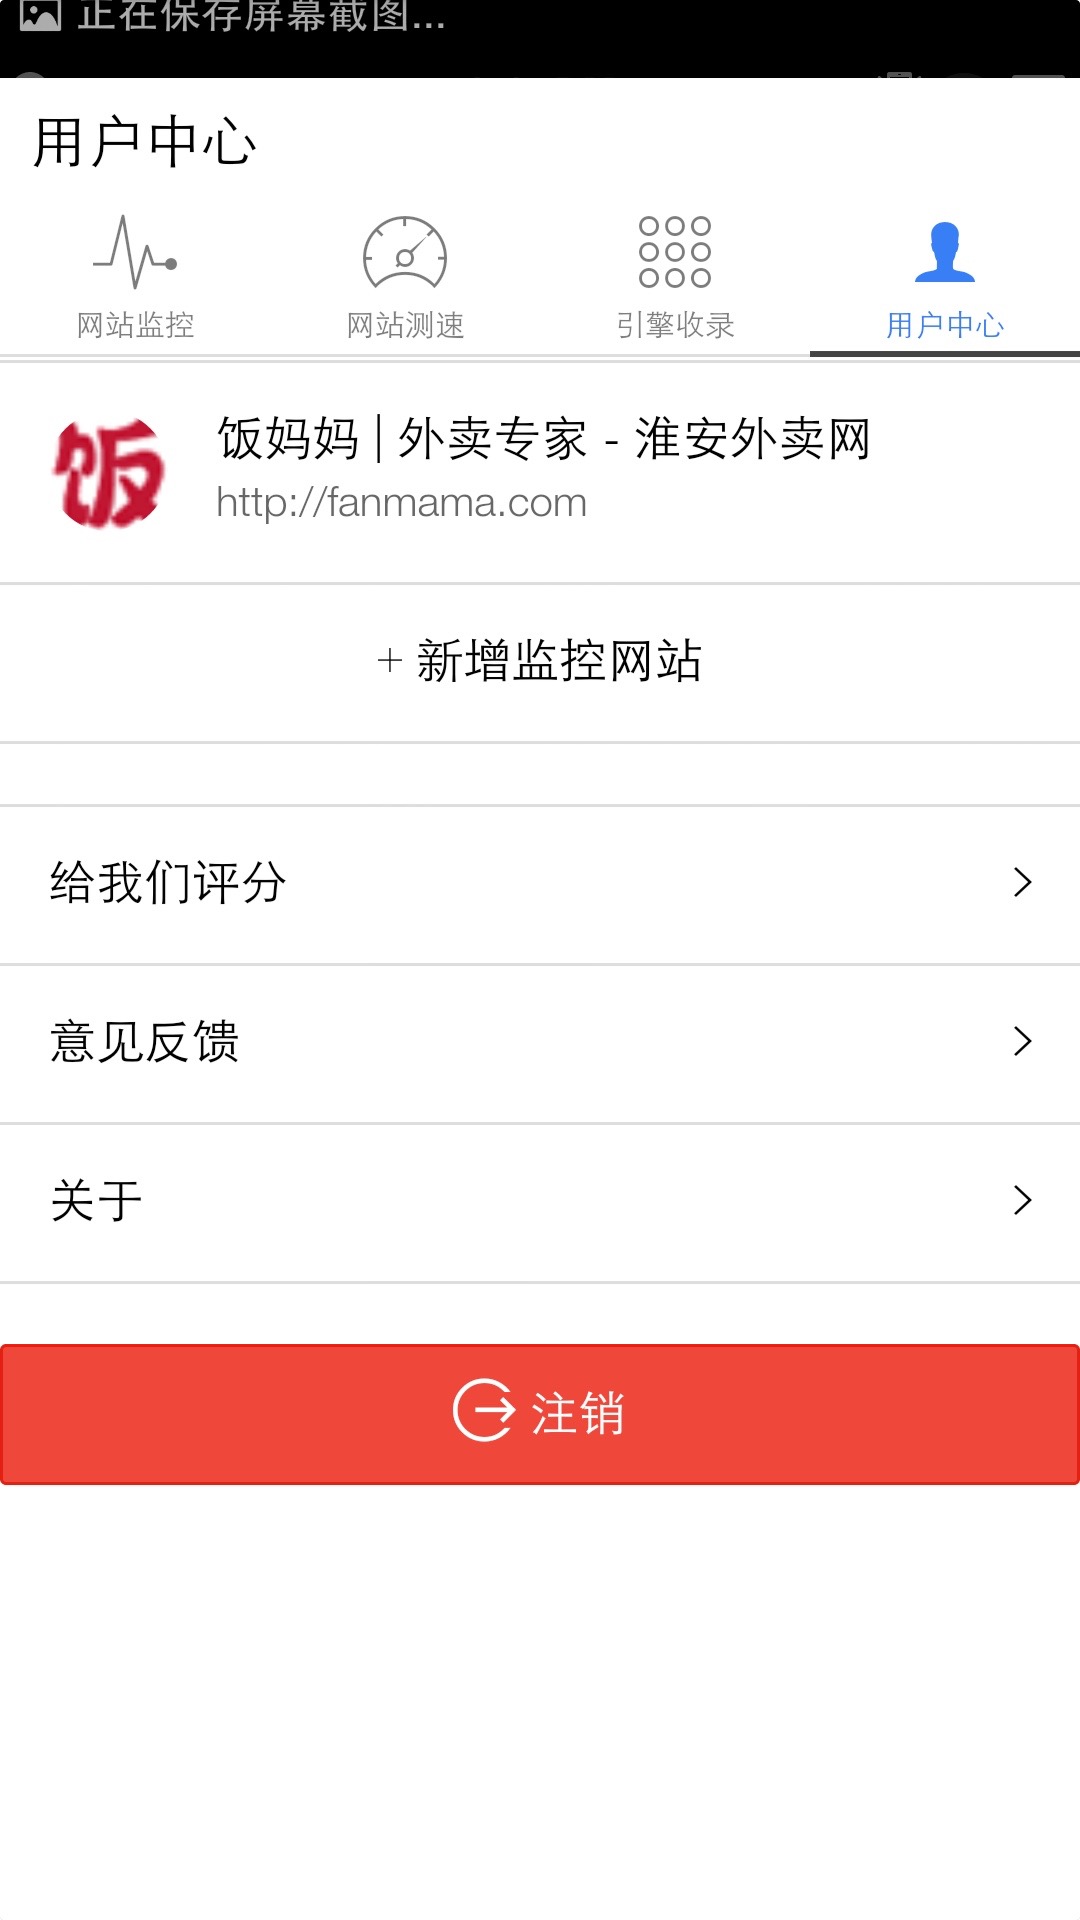 正在保存屏幕截图...
用户中心
网站监控
网站测速
引擎收录
用户中心
饭
饭妈妈 | 外卖专家 - 淮安外卖网
http://fanmama.com
+ 新增监控网站
给我们评分
意见反馈
关于
注销